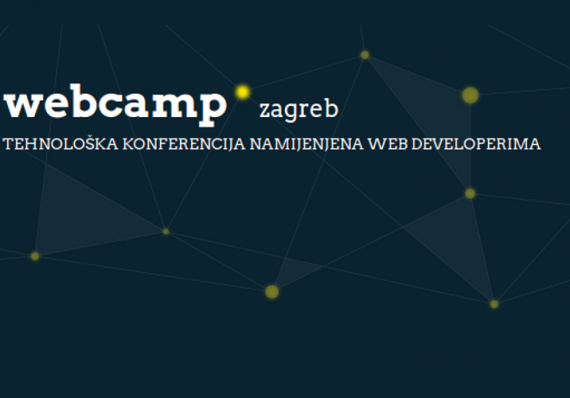 webcamp zagreb
TEHNOLOŠKA KONFERENCIJA NAMIJENJENA WEB DEVELOPERIMA